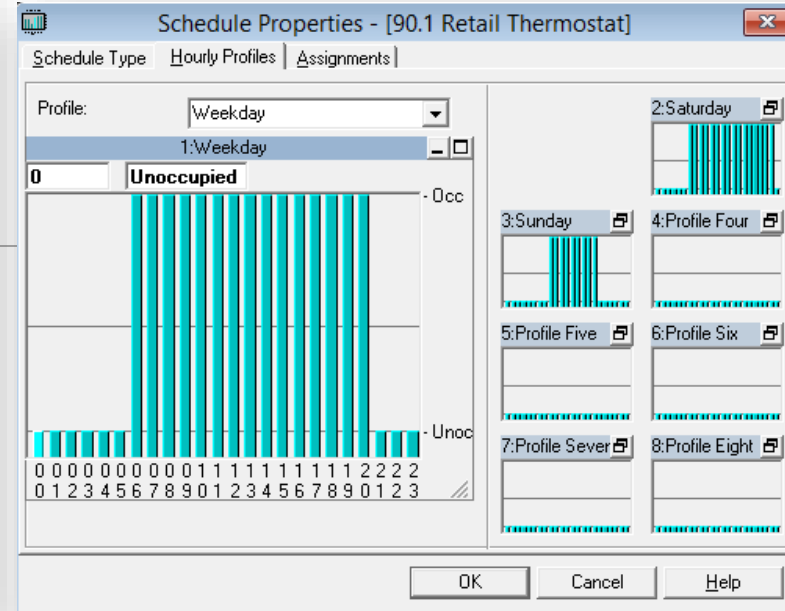 Schedule Properties - [90.1 Retail Thermostat]
Schedule Type Hourly Profiles Assignments
Profile: Weekday
1:Weekday
0 Unoccupied
Occ
Unoc
0 0 0 0 0 0 0 0 0 0 1 1 1 1 1 1 1 1 1 1 2 2 2 2
0 1 2 3 4 5 6 7 8 9 0 1 2 3 4 5 6 7 8 9 0 1 2 3
2:Saturday
3:Sunday 4:Profile Four
5:Profile Five 6:Profile Six
7:Profile Sever 8:Profile Eight
OK Cancel Help